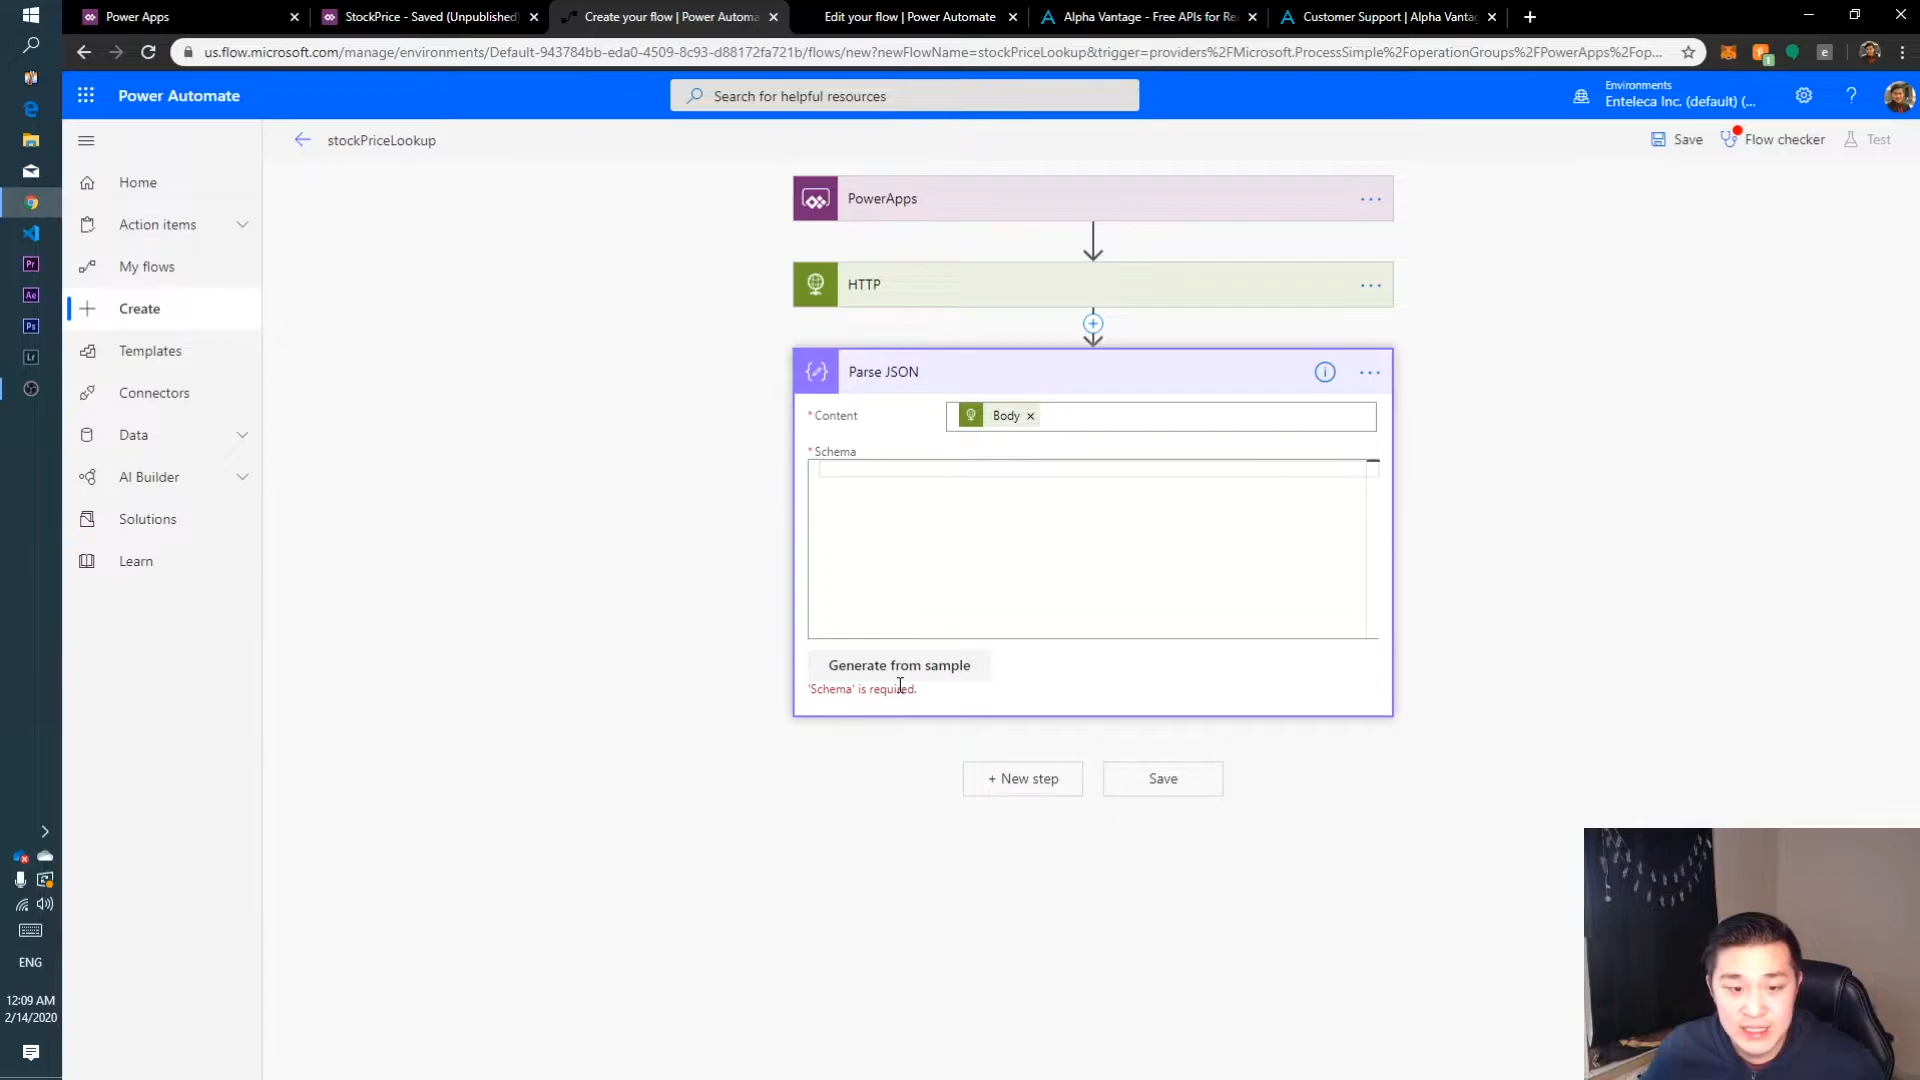 Power Apps
StockPrice - Saved (Unpublished)
Create your flow | Power Automa
Edit your flow | Power Automate
Alpha Vantage - Free APIs for Re
Customer Support | Alpha Vantag
us.flow.microsoft.com/manage/environments/Default-943784bb-eda0-4509-8c93-d88172fa721b/flows/new?newFlowName=stockPriceLookup&trigger=providers%2FMicrosoft.ProcessSimple%2FoperationGroups%2FPowerApps%2Fop...
Power Automate
Search for helpful resources
Environments
Enteleca Inc. (default) (...
stockPriceLookup
Save
Flow checker
Test
Home
Action items
My flows
Create
Templates
Connectors
Data
AI Builder
Solutions
Learn
PowerApps
HTTP
Parse JSON
* Content
Body
* Schema
Generate from sample
'Schema' is required.
+ New step
Save
Pr
Ae
Ps
Lr
ENG
12:09 AM
2/14/2020